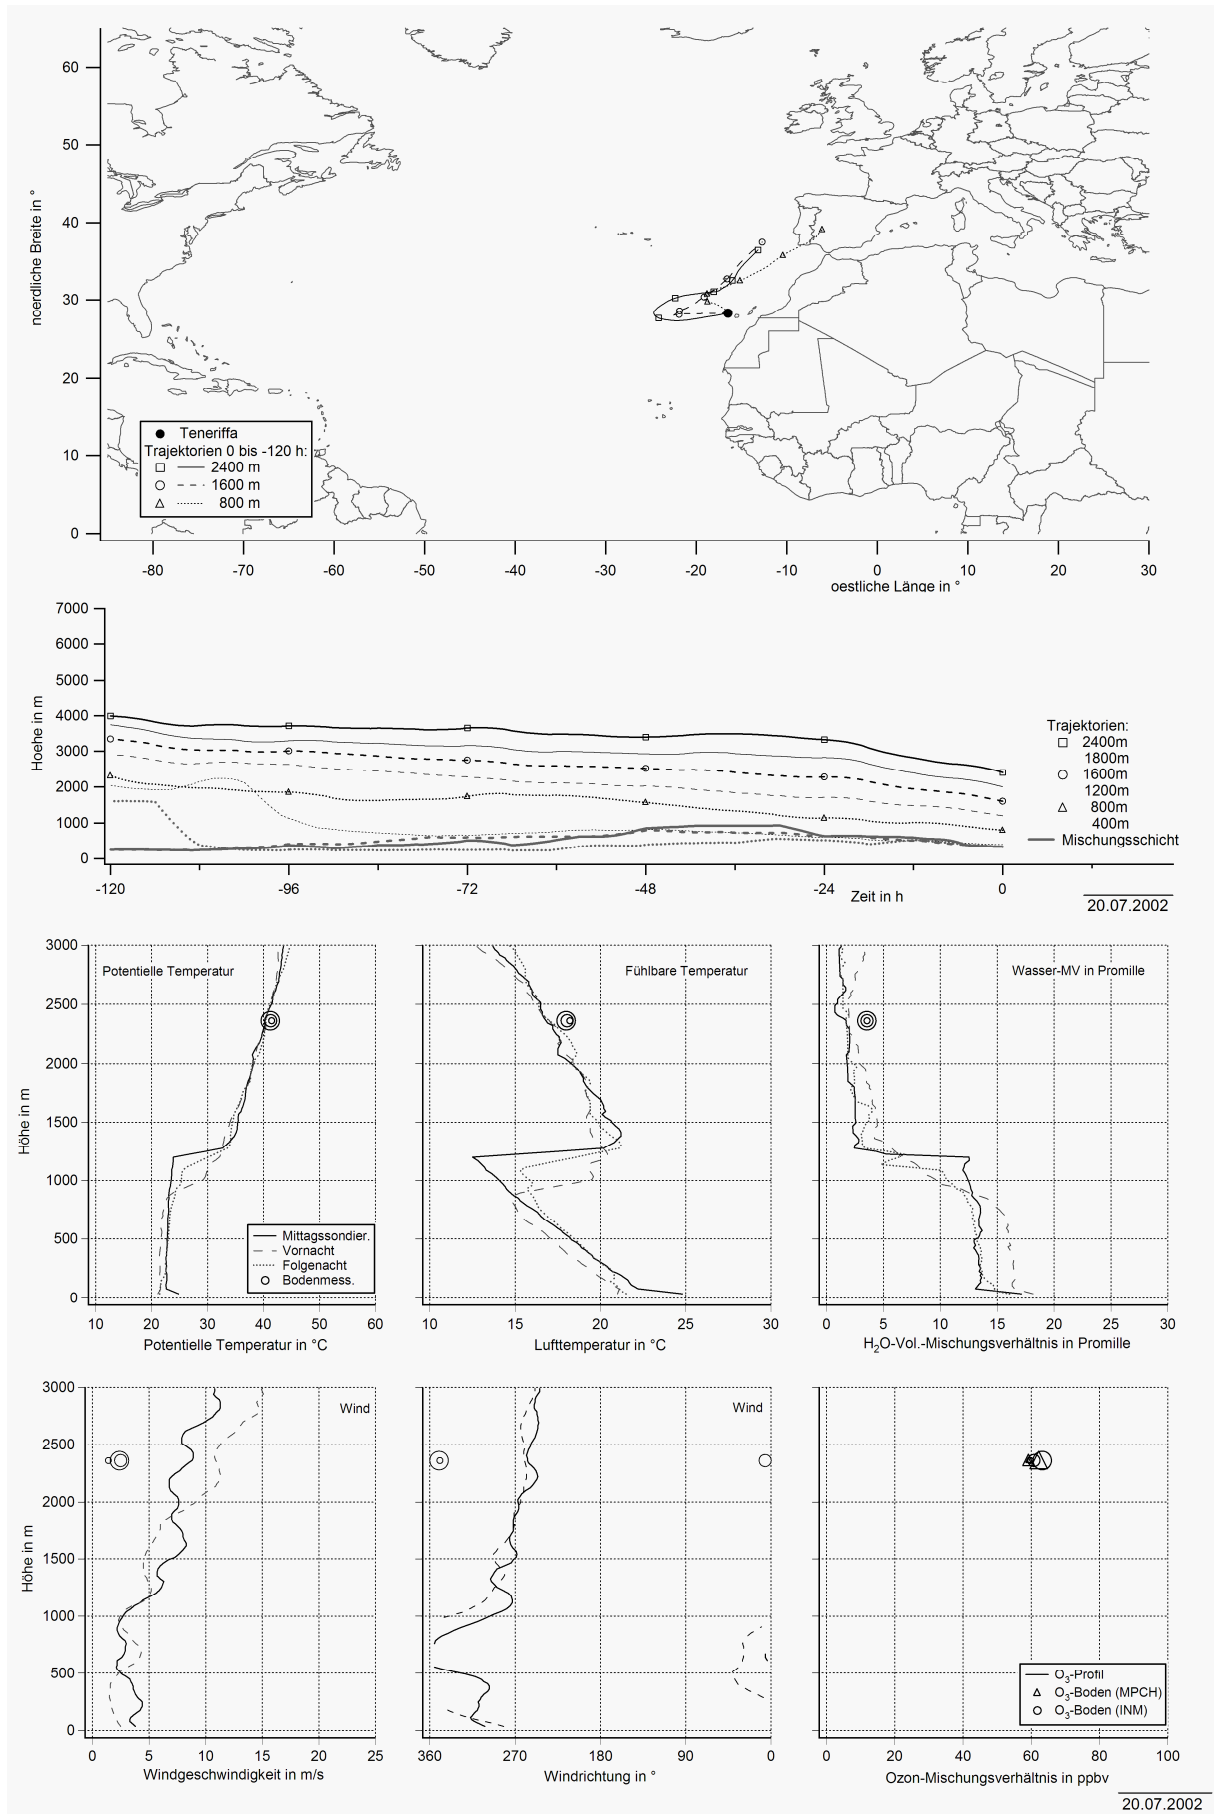 60
50
40
30
20
10
0
noerdliche Breite in °
Teneriffa
Trajektorien 0 bis -120 h:
2400 m
1600 m
800 m
-80 -70 -60 -50 -40 -30 -20 -10 0 10 20 30
oestliche Länge in °
7000
6000
5000
4000
3000
2000
1000
0
Hoehe in m
Trajektorien:
2400m
1800m
1600m
1200m
800m
400m
Mischungsschicht
-120 -96 -72 -48 -24 0
Zeit in h
20.07.2002
3000
2500
2000
1500
1000
500
0
Höhe in m
Potentielle Temperatur
Mittagssondier.
Vornacht
Folgenacht
Bodenmess.
10 20 30 40 50 60
Potentielle Temperatur in °C
Fühlbare Temperatur
10 15 20 25 30
Lufttemperatur in °C
Wasser-MV in Promille
0 5 10 15 20 25 30
H2O-Vol.-Mischungsverhältnis in Promille
3000
2500
2000
1500
1000
500
0
Höhe in m
Wind
0 5 10 15 20 25
Windgeschwindigkeit in m/s
Wind
360 270 180 90 0
Windrichtung in °
O3-Profil
O3-Boden (MPCH)
O3-Boden (INM)
0 20 40 60 80 100
Ozon-Mischungsverhältnis in ppbv
20.07.2002